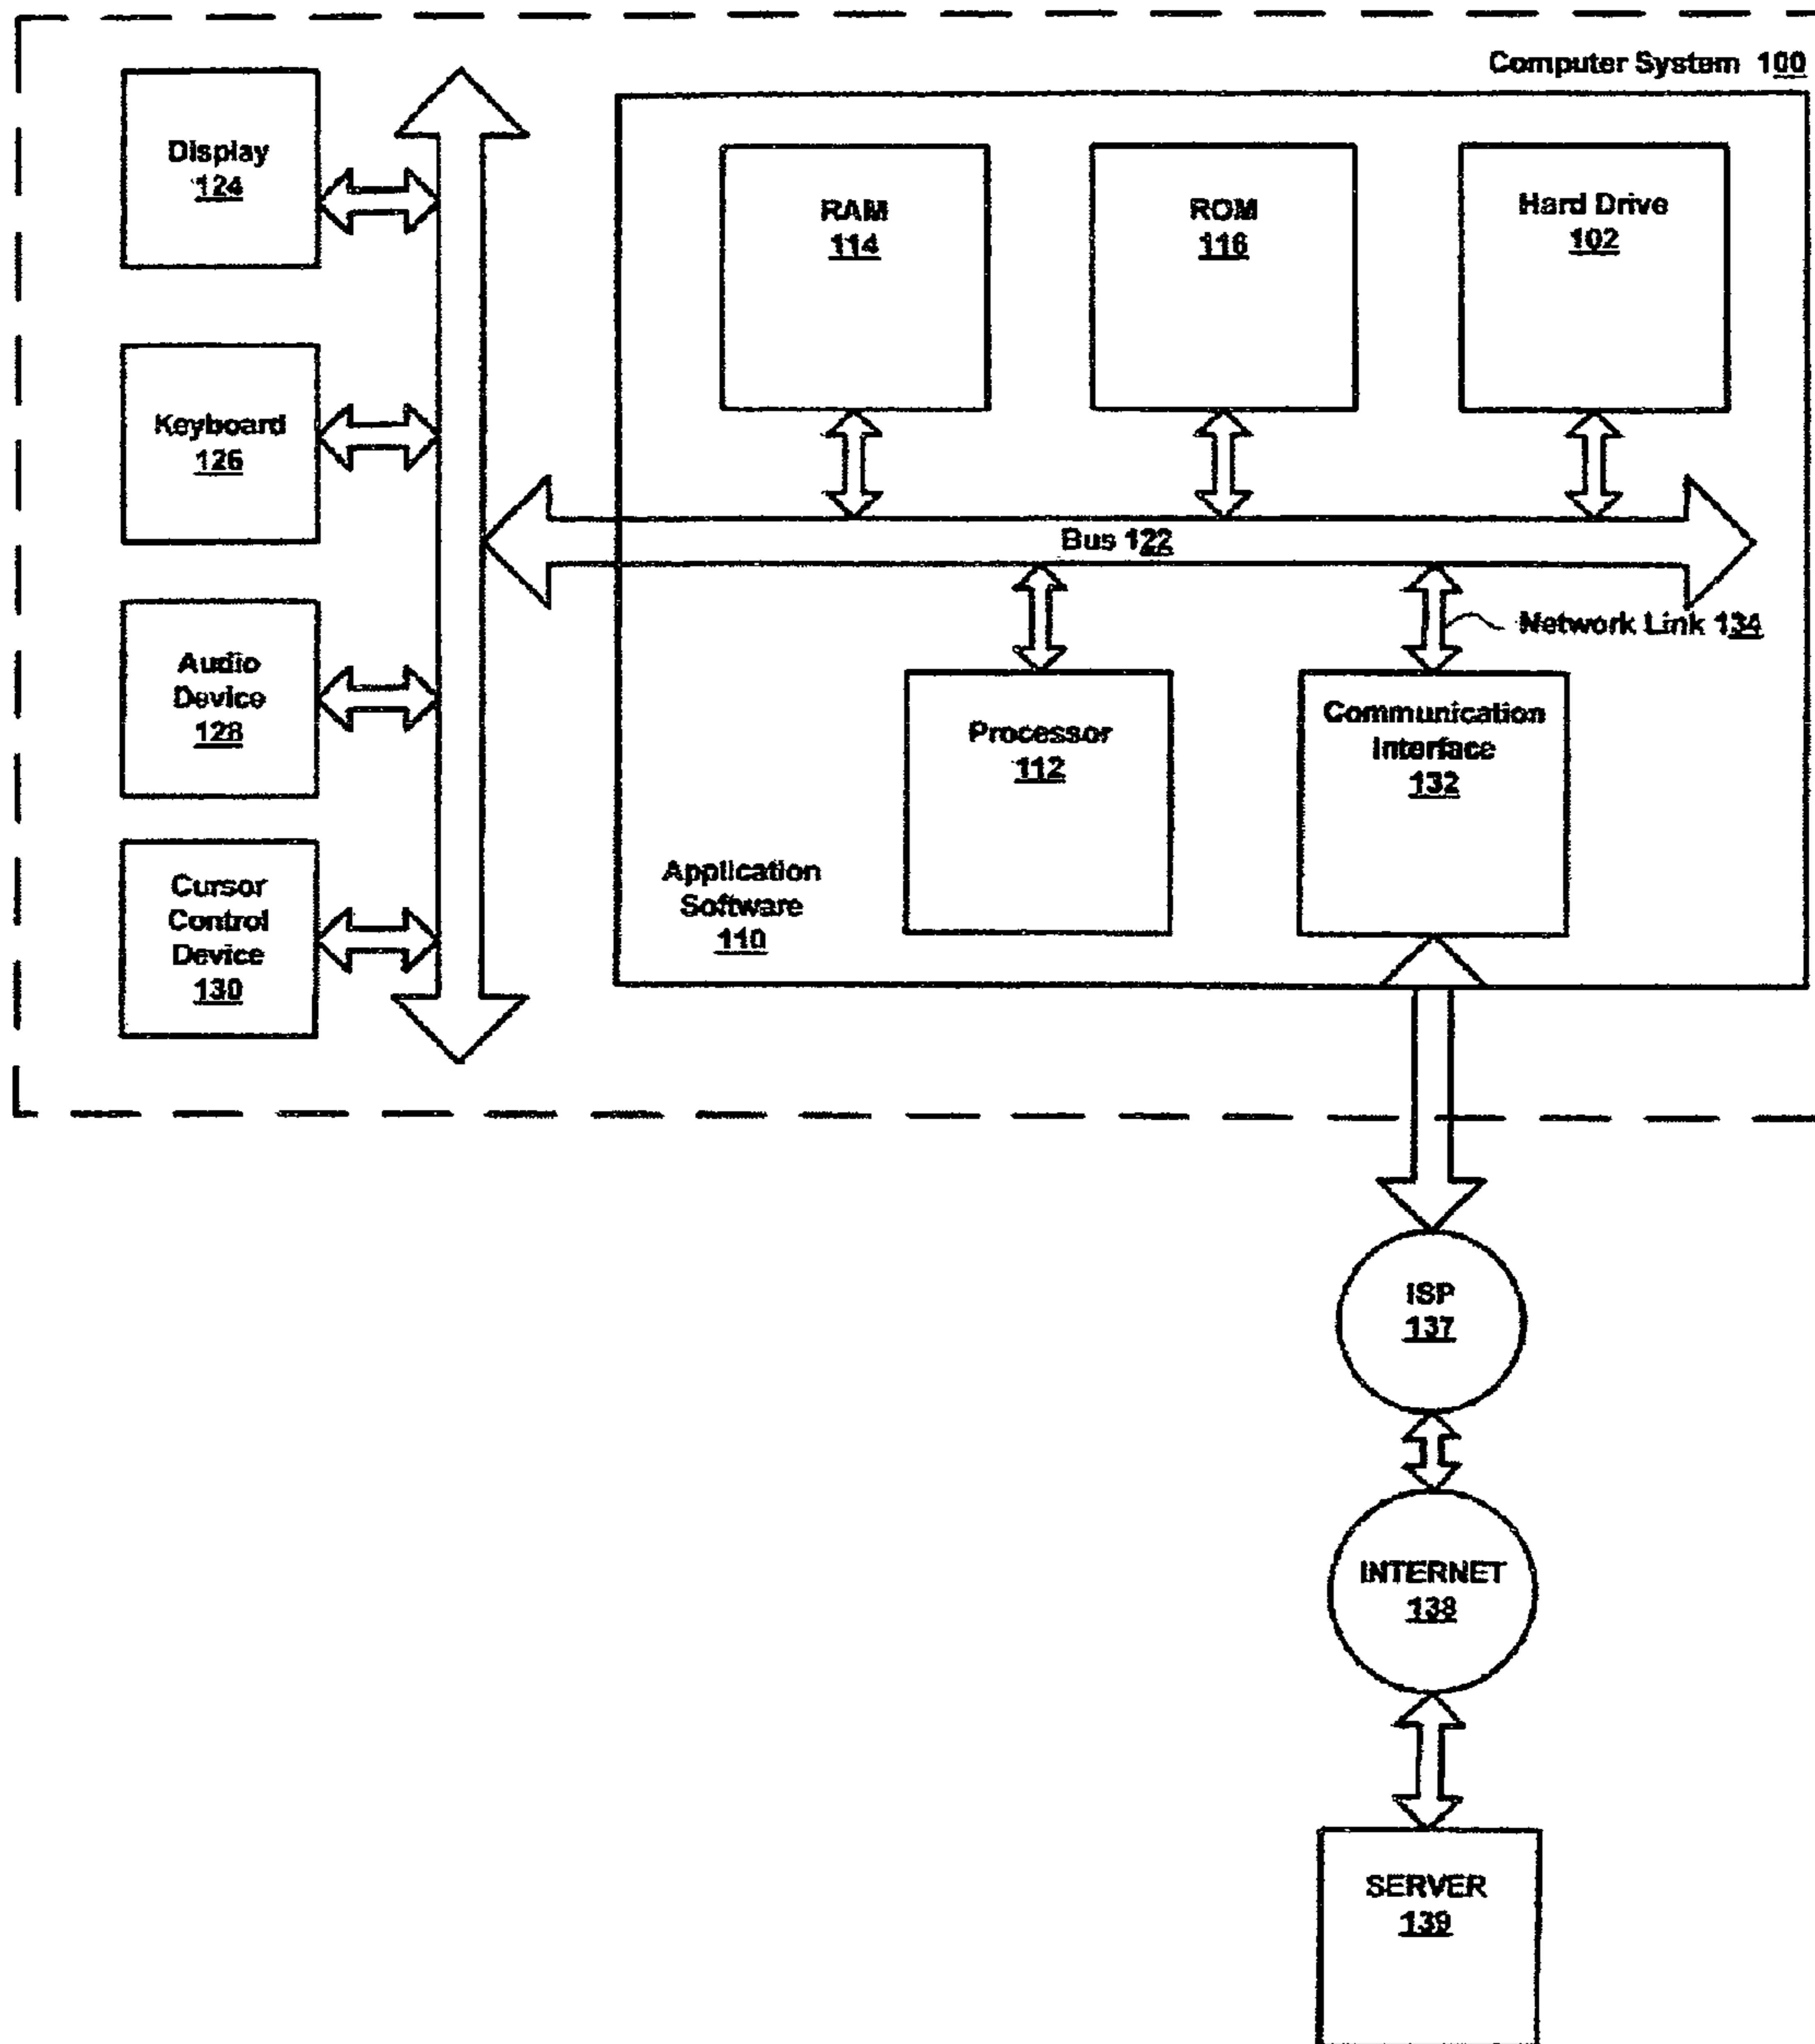 Computer System 100
Display
124
Keyboard
126
Audio
Device
128
Cursor
Control
Device
130
RAM
114
ROM
116
Hard Drive
102
Bus 122
Network Link 134
Processor
112
Communication
Interface
132
Application
Software
110
ISP
137
INTERNET
138
SERVER
139